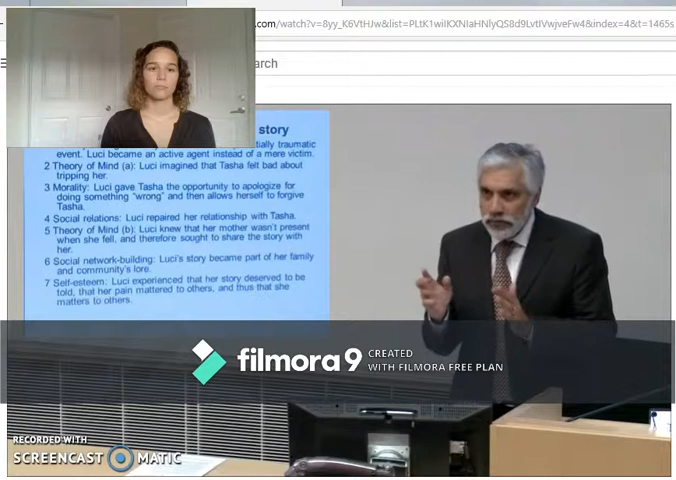 .com/watch?v=8yy_K6VtHJw&list=PLtK1wiIKXNIaHNlyQS8d9LvtIVwjveFw4&index=4&t=1465s
arch
story
tially traumatic
event. Luci became an active agent instead of a mere victim.
2 Theory of Mind (a): Luci imagined that Tasha felt bad about
tripping her.
3 Morality: Luci gave Tasha the opportunity to apologize for
doing something "wrong" and then allows herself to forgive
Tasha.
4 Social relations: Luci repaired her relationship with Tasha.
5 Theory of Mind (b): Luci knew that her mother wasn't present
when she fell, and therefore sought to share the story with
her.
6 Social network-building: Luci's story became part of her family
and community's lore.
7 Self-esteem: Luci experienced that her story deserved to be
told, that her pain mattered to others, and thus that she
matters to others.
filmora9 CREATED
WITH FILMORA FREE PLAN
RECORDED WITH
SCREENCAST MATIC